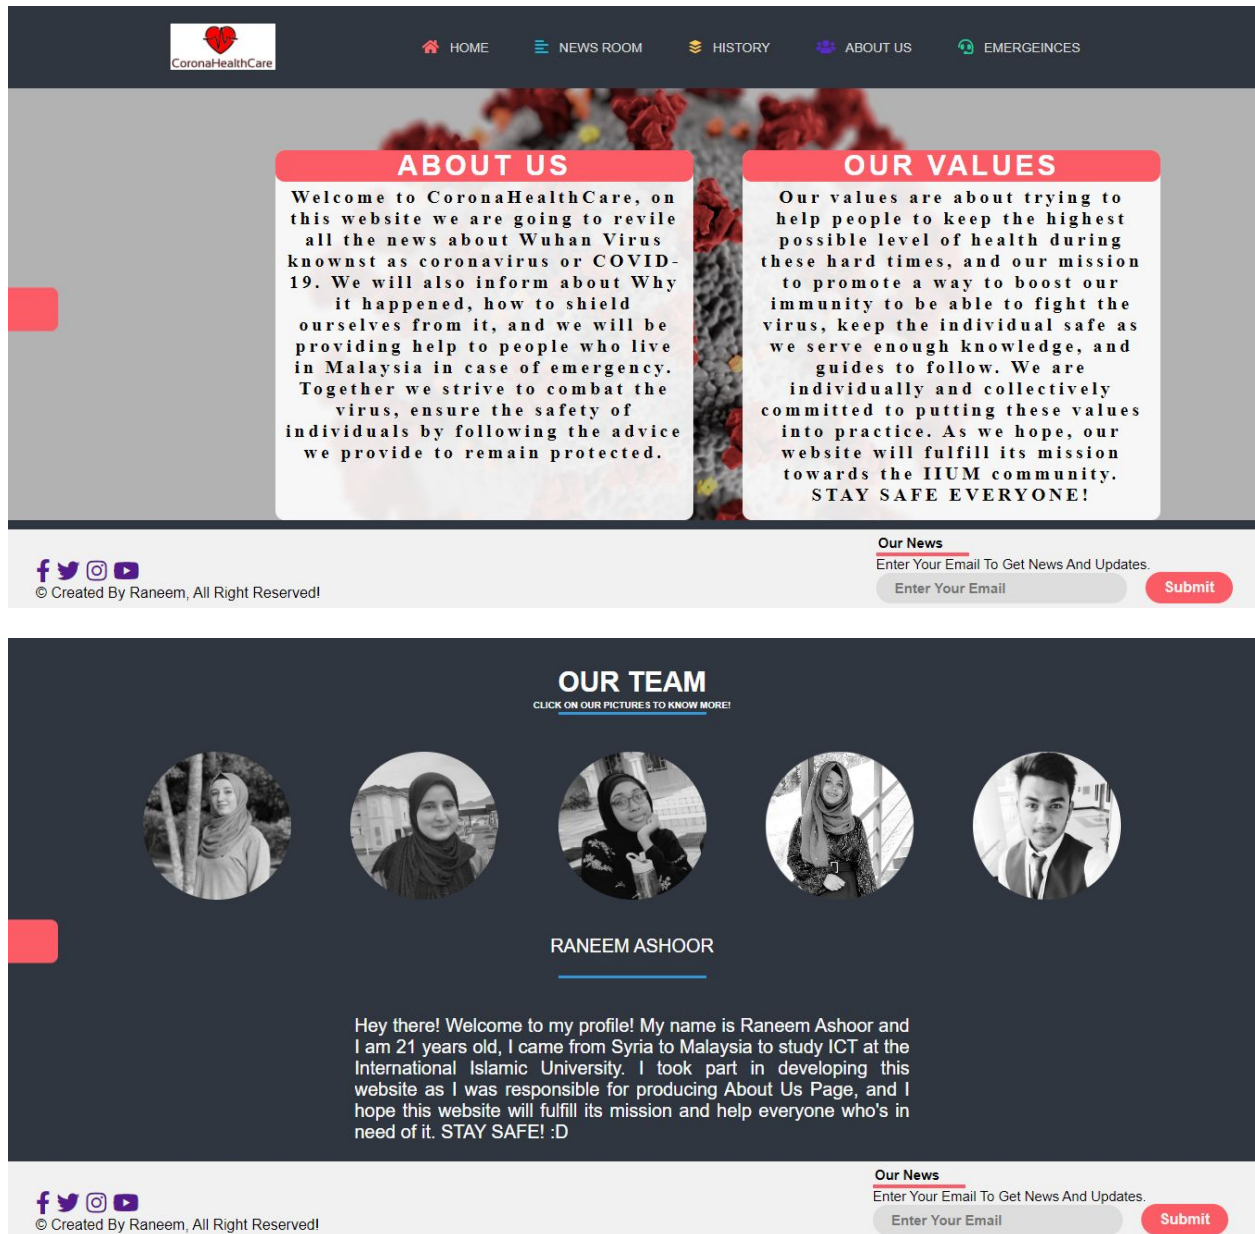 CoronaHealthCare
HOME
NEWS ROOM
HISTORY
ABOUT US
EMERGEINCES
ABOUT US
Welcome to CoronaHealthCare, on
this website we are going to revile
all the news about Wuhan Virus
knownst as coronavirus or COVID-
19. We will also inform about Why
it happened, how to shield
ourselves from it, and we will be
providing help to people who live
in Malaysia in case of emergency.
Together we strive to combat the
virus, ensure the safety of
individuals by following the advice
we provide to remain protected.
OUR VALUES
Our values are about trying to
help people to keep the highest
possible level of health during
these hard times, and our mission
to promote a way to boost our
immunity to be able to fight the
virus, keep the individual safe as
we serve enough knowledge, and
guides to follow. We are
individually and collectively
committed to putting these values
into practice. As we hope, our
website will fulfill its mission
towards the IIUM community.
STAY SAFE EVERYONE!
© Created By Raneem, All Right Reserved!
Our News
Enter Your Email To Get News And Updates.
Enter Your Email
Submit
OUR TEAM
CLICK ON OUR PICTURES TO KNOW MORE!
RANEEM ASHOOR
Hey there! Welcome to my profile! My name is Raneem Ashoor and
I am 21 years old, I came from Syria to Malaysia to study ICT at the
International Islamic University. I took part in developing this
website as I was responsible for producing About Us Page, and I
hope this website will fulfill its mission and help everyone who's in
need of it. STAY SAFE! :D
© Created By Raneem, All Right Reserved!
Our News
Enter Your Email To Get News And Updates.
Enter Your Email
Submit